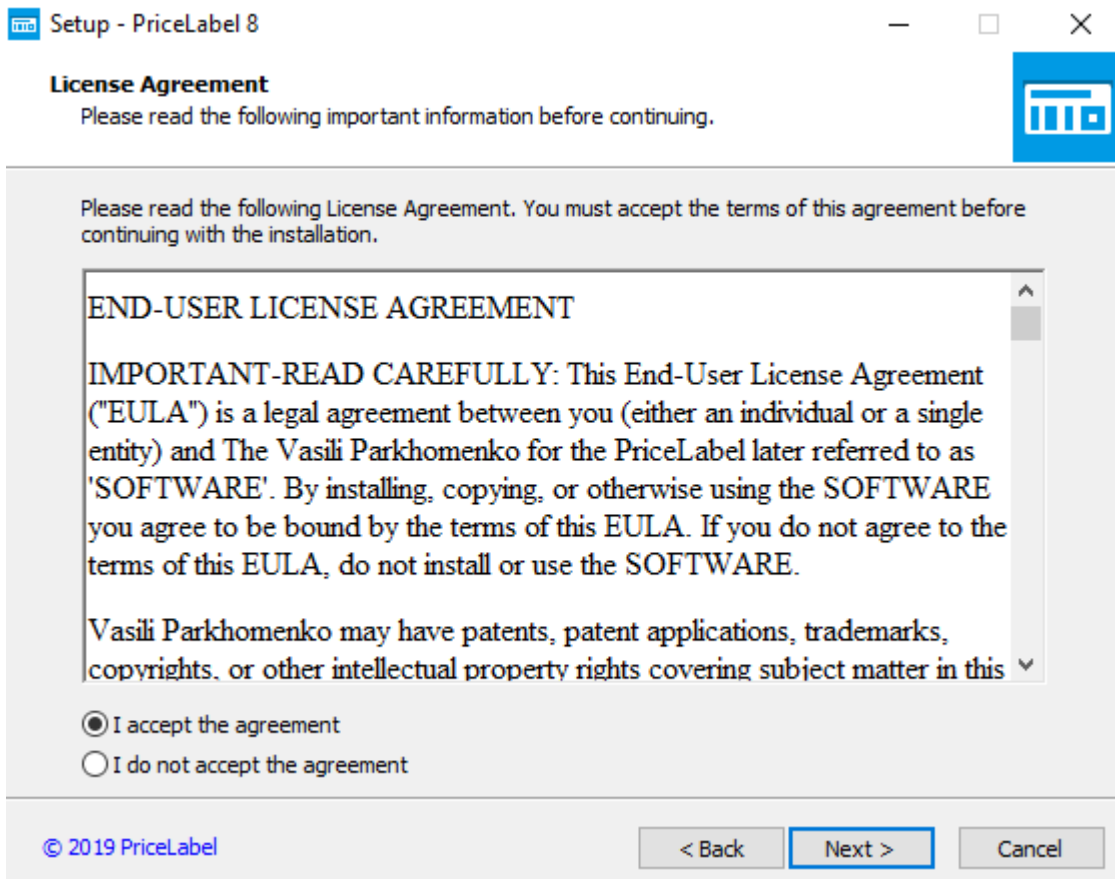 Setup - PriceLabel 8
License Agreement
Please read the following important information before continuing.
Please read the following License Agreement. You must accept the terms of this agreement before
continuing with the installation.
END-USER LICENSE AGREEMENT
IMPORTANT-READ CAREFULLY: This End-User License Agreement
("EULA") is a legal agreement between you (either an individual or a single
entity) and The Vasili Parkhomenko for the PriceLabel later referred to as
'SOFTWARE'. By installing, copying, or otherwise using the SOFTWARE
you agree to be bound by the terms of this EULA. If you do not agree to the
terms of this EULA, do not install or use the SOFTWARE.
Vasili Parkhomenko may have patents, patent applications, trademarks,
copyrights, or other intellectual property rights covering subject matter in this
I accept the agreement
I do not accept the agreement
© 2019 PriceLabel
< Back
Next >
Cancel